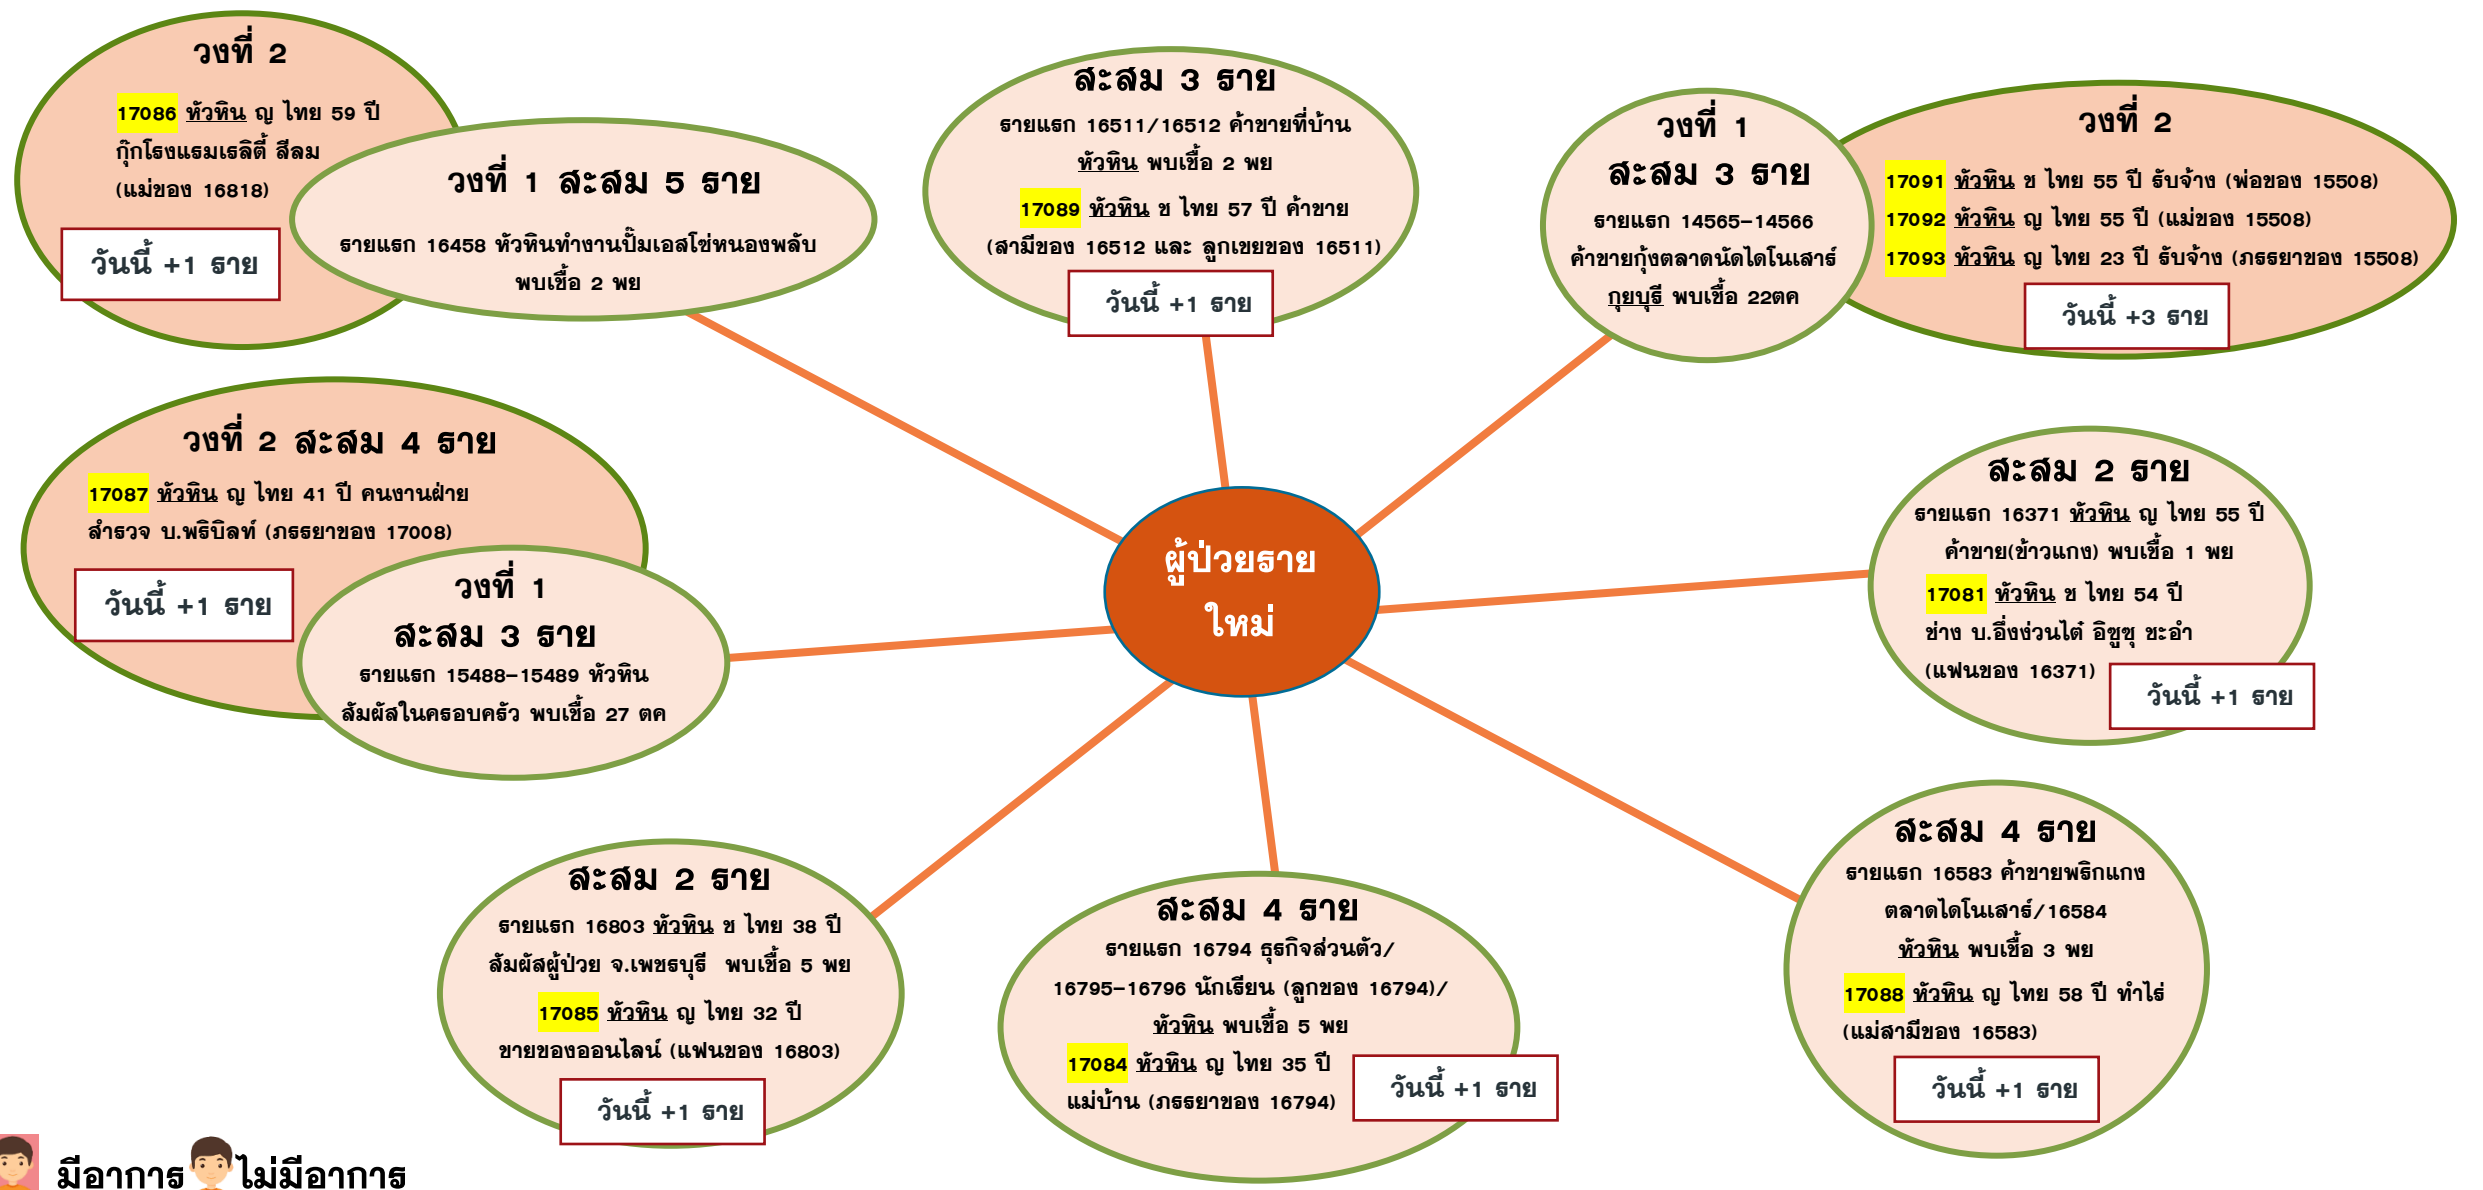 วงที่ 2
17086 หัวหิน ญ ไทย 59 ปี
กุ๊กโรงแรมเรลิตี้ สีลม
(แม่ของ 16818)
วันนี้ +1 ราย
วงที่ 1 สะสม 5 ราย
รายแรก 16458 หัวหินทำงานปั๊มเอสโซ่หนองพลับ
พบเชื้อ 2 พย
สะสม 3 ราย
รายแรก 16511/16512 ค้าขายที่บ้าน
หัวหิน พบเชื้อ 2 พย
17089 หัวหิน ช ไทย 57 ปี ค้าขาย
(สามีของ 16512 และ ลูกเขยของ 16511)
วันนี้ +1 ราย
วงที่ 1
สะสม 3 ราย
รายแรก 14565-14566
ค้าขายกุ้งตลาดนัดไดโนเสาร์
กุยบุรี พบเชื้อ 22ตค
วงที่ 2
17091 หัวหิน ช ไทย 55 ปี รับจ้าง (พ่อของ 15508)
17092 หัวหิน ญ ไทย 55 ปี (แม่ของ 15508)
17093 หัวหิน ญ ไทย 23 ปี รับจ้าง (ภรรยาของ 15508)
วันนี้ +3 ราย
วงที่ 2 สะสม 4 ราย
17087 หัวหิน ญ ไทย 41 ปี คนงานฝ่าย
สำรวจ บ.พริบิลท์ (ภรรยาของ 17008)
วันนี้ +1 ราย
วงที่ 1
สะสม 3 ราย
รายแรก 15488-15489 หัวหิน
สัมผัสในครอบครัว พบเชื้อ 27 ตค
ผู้ป่วยราย
ใหม่
สะสม 2 ราย
รายแรก 16371 หัวหิน ญ ไทย 55 ปี
ค้าขาย(ข้าวแกง) พบเชื้อ 1 พย
17081 หัวหิน ช ไทย 54 ปี
ช่าง บ.อึ่งง่วนไต๋ อิซูซุ ชะอำ
(แฟนของ 16371)
วันนี้ +1 ราย
สะสม 2 ราย
รายแรก 16803 หัวหิน ช ไทย 38 ปี
สัมผัสผู้ป่วย จ.เพชรบุรี พบเชื้อ 5 พย
17085 หัวหิน ญ ไทย 32 ปี
ขายของออนไลน์ (แฟนของ 16803)
วันนี้ +1 ราย
สะสม 4 ราย
รายแรก 16794 ธุรกิจส่วนตัว/
16795-16796 นักเรียน (ลูกของ 16794)/
หัวหิน พบเชื้อ 5 พย
17084 หัวหิน ญ ไทย 35 ปี
แม่บ้าน (ภรรยาของ 16794)
วันนี้ +1 ราย
สะสม 4 ราย
รายแรก 16583 ค้าขายพริกแกง
ตลาดไดโนเสาร์/16584
หัวหิน พบเชื้อ 3 พย
17088 หัวหิน ญ ไทย 58 ปี ทำไร่
(แม่สามีของ 16583)
วันนี้ +1 ราย
มีอาการ ไม่มีอาการ